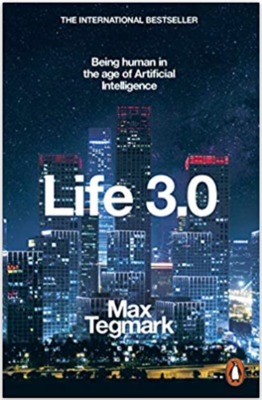 THE INTERNATIONAL BESTSELLER
Being human in
the age of Artificial
Intelligence
Life 3.0
Max
Tegmark